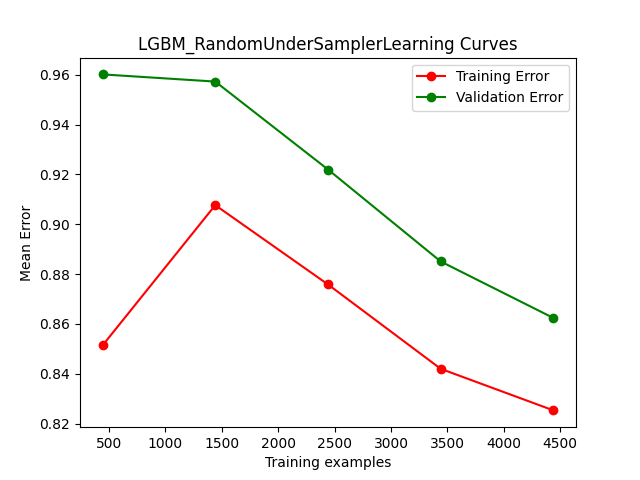 LGBM_RandomUnderSamplerLearning Curves
Training Error
Validation Error
0.96
0.94
0.92
0.90
0.88
0.86
0.84
0.82
Mean Error
500 1000 1500 2000 2500 3000 3500 4000 4500
Training examples